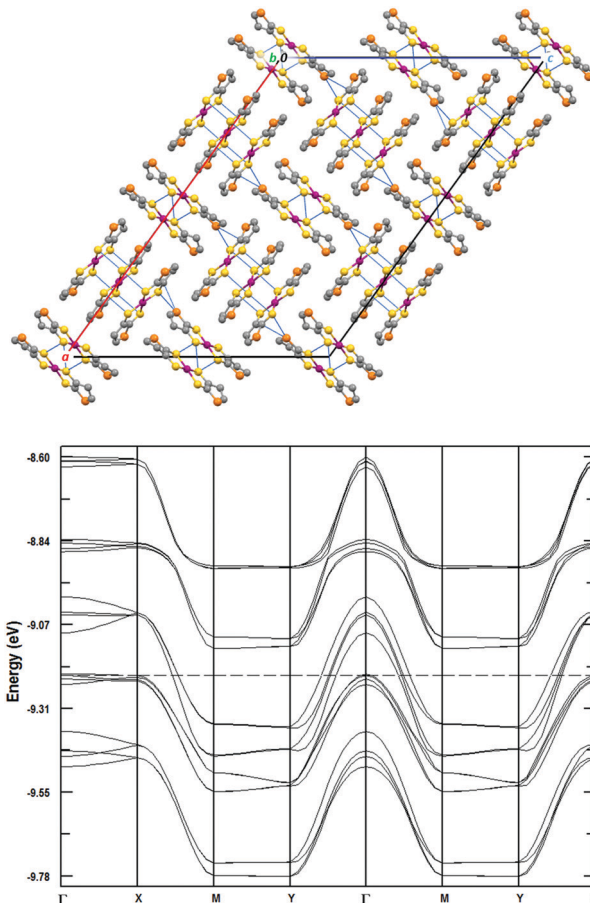 b,0 c
a
-8.60
-8.84
-9.07
Energy (eV)
-9.31
-9.55
-9.78
Γ X M Y Γ M Y